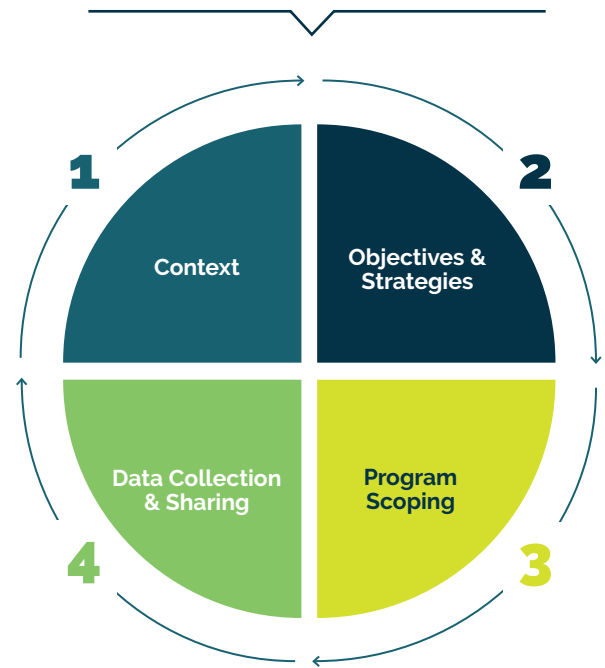 1
Context
2
Objectives &
Strategies
3
Program
Scoping
4
Data Collection
& Sharing